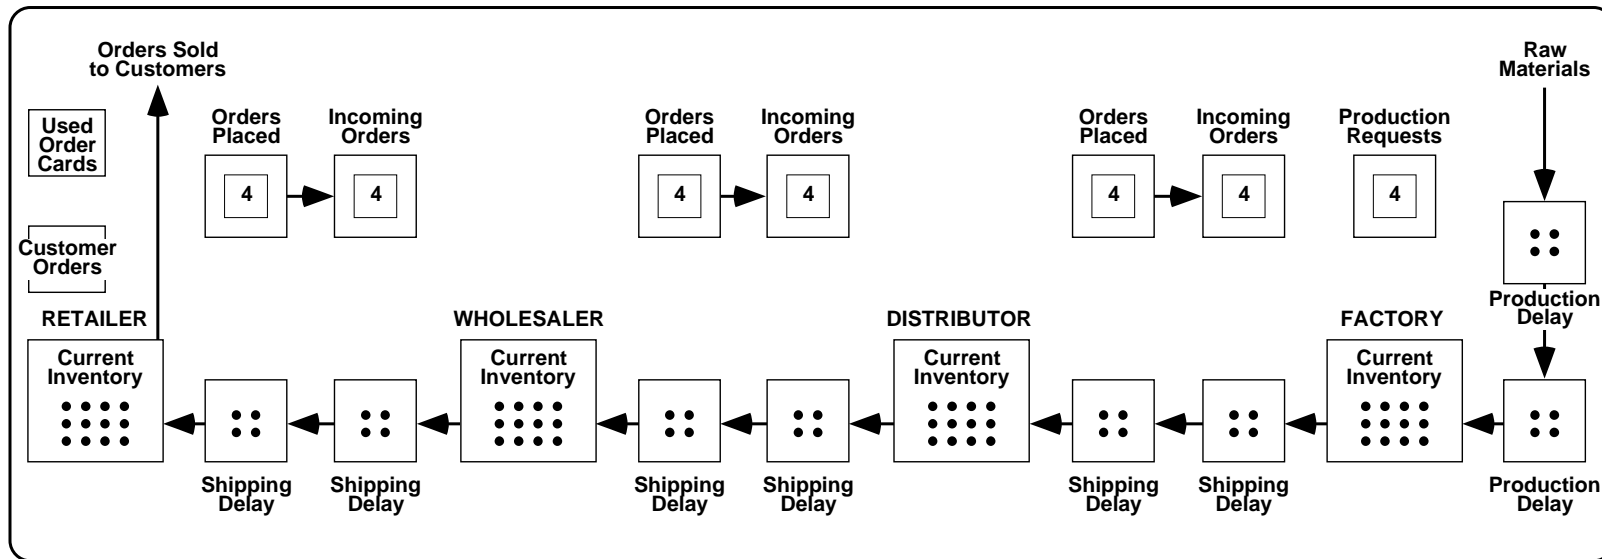 Orders Sold
to Customers
Raw
Materials
Used
Order
Cards
Orders
Placed
Incoming
Orders
Orders
Placed
Incoming
Orders
Orders
Placed
Incoming
Orders
Production
Requests
4
4
4
4
4
4
4
Customer
Orders
Production
Delay
RETAILER
WHOLESALER
DISTRIBUTOR
FACTORY
Current
Inventory
Current
Inventory
Current
Inventory
Current
Inventory
Shipping
Delay
Shipping
Delay
Shipping
Delay
Shipping
Delay
Shipping
Delay
Shipping
Delay
Production
Delay